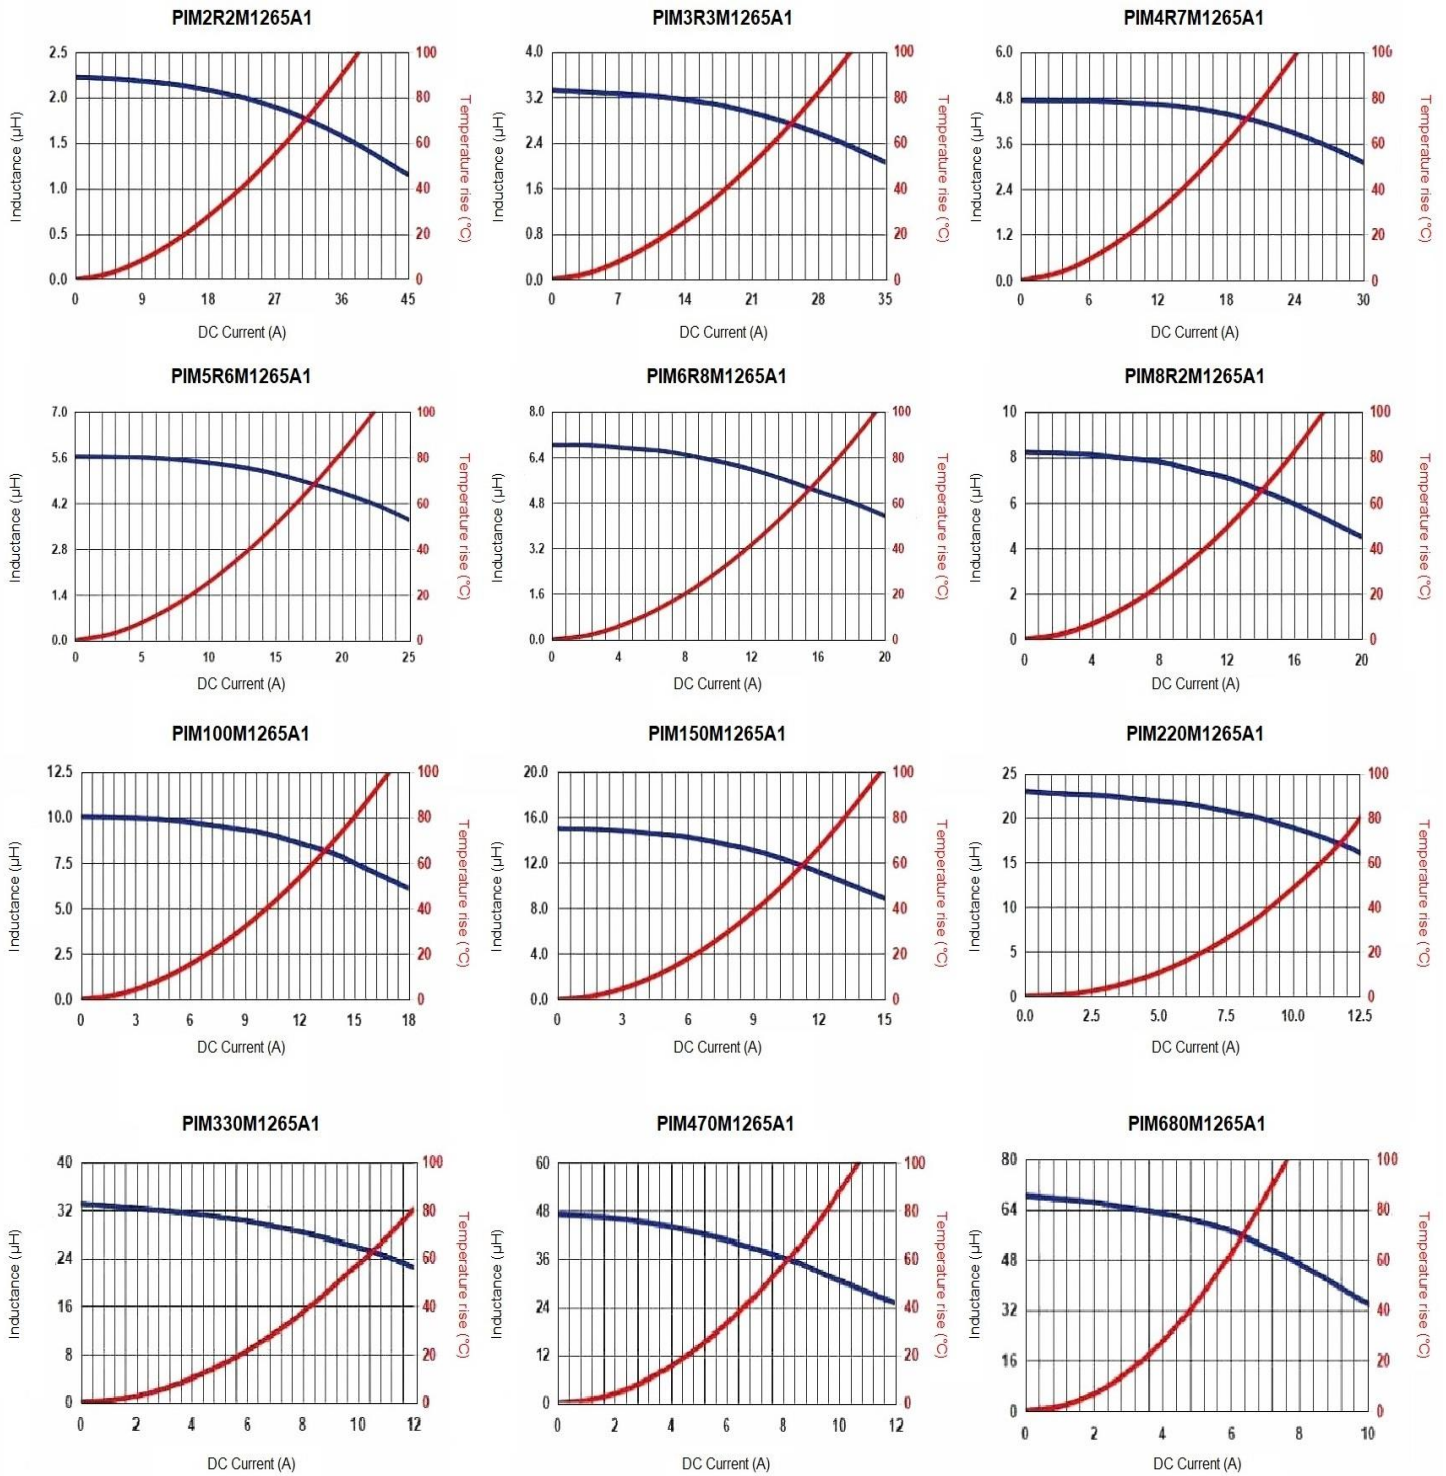 PIM2R2M1265A1
2.5
2.0
1.5
1.0
0.5
0.0
100
80
60
40
20
0
0 9 18 27 36 45
Inductance (µH)
Temperature rise (°C)
DC Current (A)
PIM3R3M1265A1
4.0
3.2
2.4
1.6
0.8
0.0
100
80
60
40
20
0
0 7 14 21 28 35
Inductance (µH)
Temperature rise (°C)
DC Current (A)
PIM4R7M1265A1
6.0
4.8
3.6
2.4
1.2
0.0
100
80
60
40
20
0
0 6 12 18 24 30
Inductance (µH)
Temperature rise (°C)
DC Current (A)
PIM5R6M1265A1
7.0
5.6
4.2
2.8
1.4
0.0
100
80
60
40
20
0
0 5 10 15 20 25
Inductance (µH)
Temperature rise (°C)
DC Current (A)
PIM6R8M1265A1
8.0
6.4
4.8
3.2
1.6
0.0
100
80
60
40
20
0
0 4 8 12 16 20
Inductance (µH)
Temperature rise (°C)
DC Current (A)
PIM8R2M1265A1
10
8
6
4
2
0
100
80
60
40
20
0
0 4 8 12 16 20
Inductance (µH)
Temperature rise (°C)
DC Current (A)
PIM100M1265A1
12.5
10.0
7.5
5.0
2.5
0.0
100
80
60
40
20
0
0 3 6 9 12 15 18
Inductance (µH)
Temperature rise (°C)
DC Current (A)
PIM150M1265A1
20.0
16.0
12.0
8.0
4.0
0.0
100
80
60
40
20
0
0 3 6 9 12 15
Inductance (µH)
Temperature rise (°C)
DC Current (A)
PIM220M1265A1
25
20
15
10
5
0
100
80
60
40
20
0
0.0 2.5 5.0 7.5 10.0 12.5
Inductance (µH)
Temperature rise (°C)
DC Current (A)
PIM330M1265A1
40
32
24
16
8
0
100
80
60
40
20
0
0 2 4 6 8 10 12
Inductance (µH)
Temperature rise (°C)
DC Current (A)
PIM470M1265A1
60
48
36
24
12
0
100
80
60
40
20
0
0 2 4 6 8 10 12
Inductance (µH)
Temperature rise (°C)
DC Current (A)
PIM680M1265A1
80
64
48
32
16
0
100
80
60
40
20
0
0 2 4 6 8 10
Inductance (µH)
Temperature rise (°C)
DC Current (A)